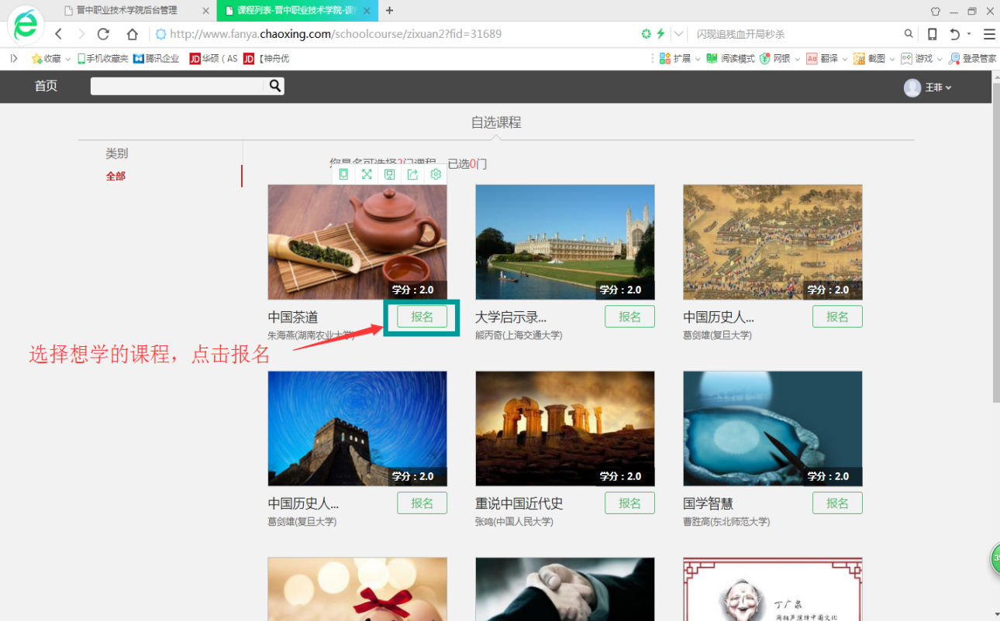 晋中职业技术学院后台管理
课程列表-晋中职业技术学院-课
http://www.fanya.chaoxing.com/schoolcourse/zixuan2?fid=31689
闪现追残血开局秒杀
收藏
手机收藏夹
腾讯企业
JD 华硕（AS
JD 【神舟优
扩展
阅读模式
网银
翻译
截图
游戏
登录管家
首页
王菲
自选课程
类别
全部
您最多可选择2门课程，已选0门
学分：2.0
学分：2.0
学分：2.0
中国茶道
报名
朱海燕(湖南农业大学)
大学启示录...
报名
熊丙奇(上海交通大学)
中国历史人...
报名
葛剑雄(复旦大学)
选择想学的课程，点击报名
学分：2.0
学分：2.0
学分：2.0
中国历史人...
报名
葛剑雄(复旦大学)
重说中国近代史
报名
张鸣(中国人民大学)
国学智慧
报名
曹胜高(东北师范大学)
丁广泉
用相声演绎中国文化